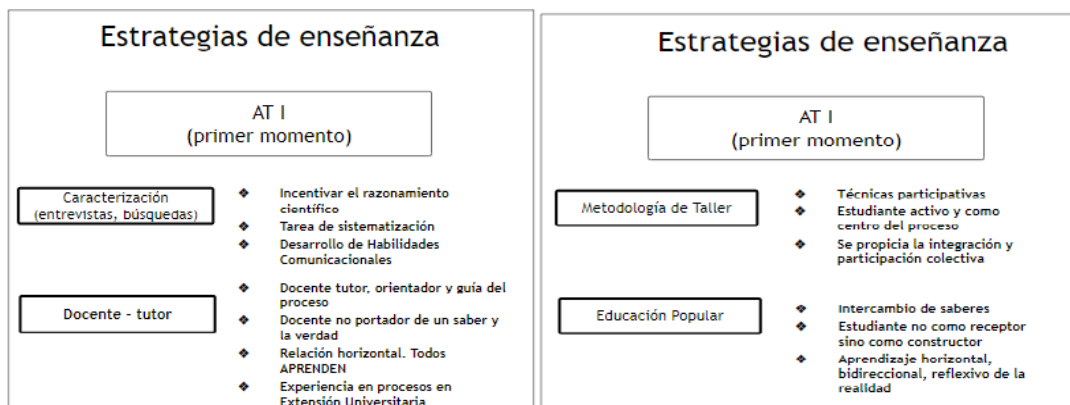 Estrategias de enseñanza
AT I
(primer momento)
Caracterización
(entrevistas, búsquedas)
❖ Incentivar el razonamiento
científico
❖ Tarea de sistematización
❖ Desarrollo de Habilidades
Comunicacionales
Docente - tutor
❖ Docente tutor, orientador y guía del
proceso
❖ Docente no portador de un saber y
la verdad
❖ Relación horizontal. Todos
APRENDEN
❖ Experiencia en procesos en
Extensión Universitaria
Estrategias de enseñanza
AT I
(primer momento)
Metodología de Taller
❖ Técnicas participativas
❖ Estudiante activo y como
centro del proceso
❖ Se propicia la integración y
participación colectiva
Educación Popular
❖ Intercambio de saberes
❖ Estudiante no como receptor
sino como constructor
❖ Aprendizaje horizontal,
bidireccional, reflexivo de la
realidad